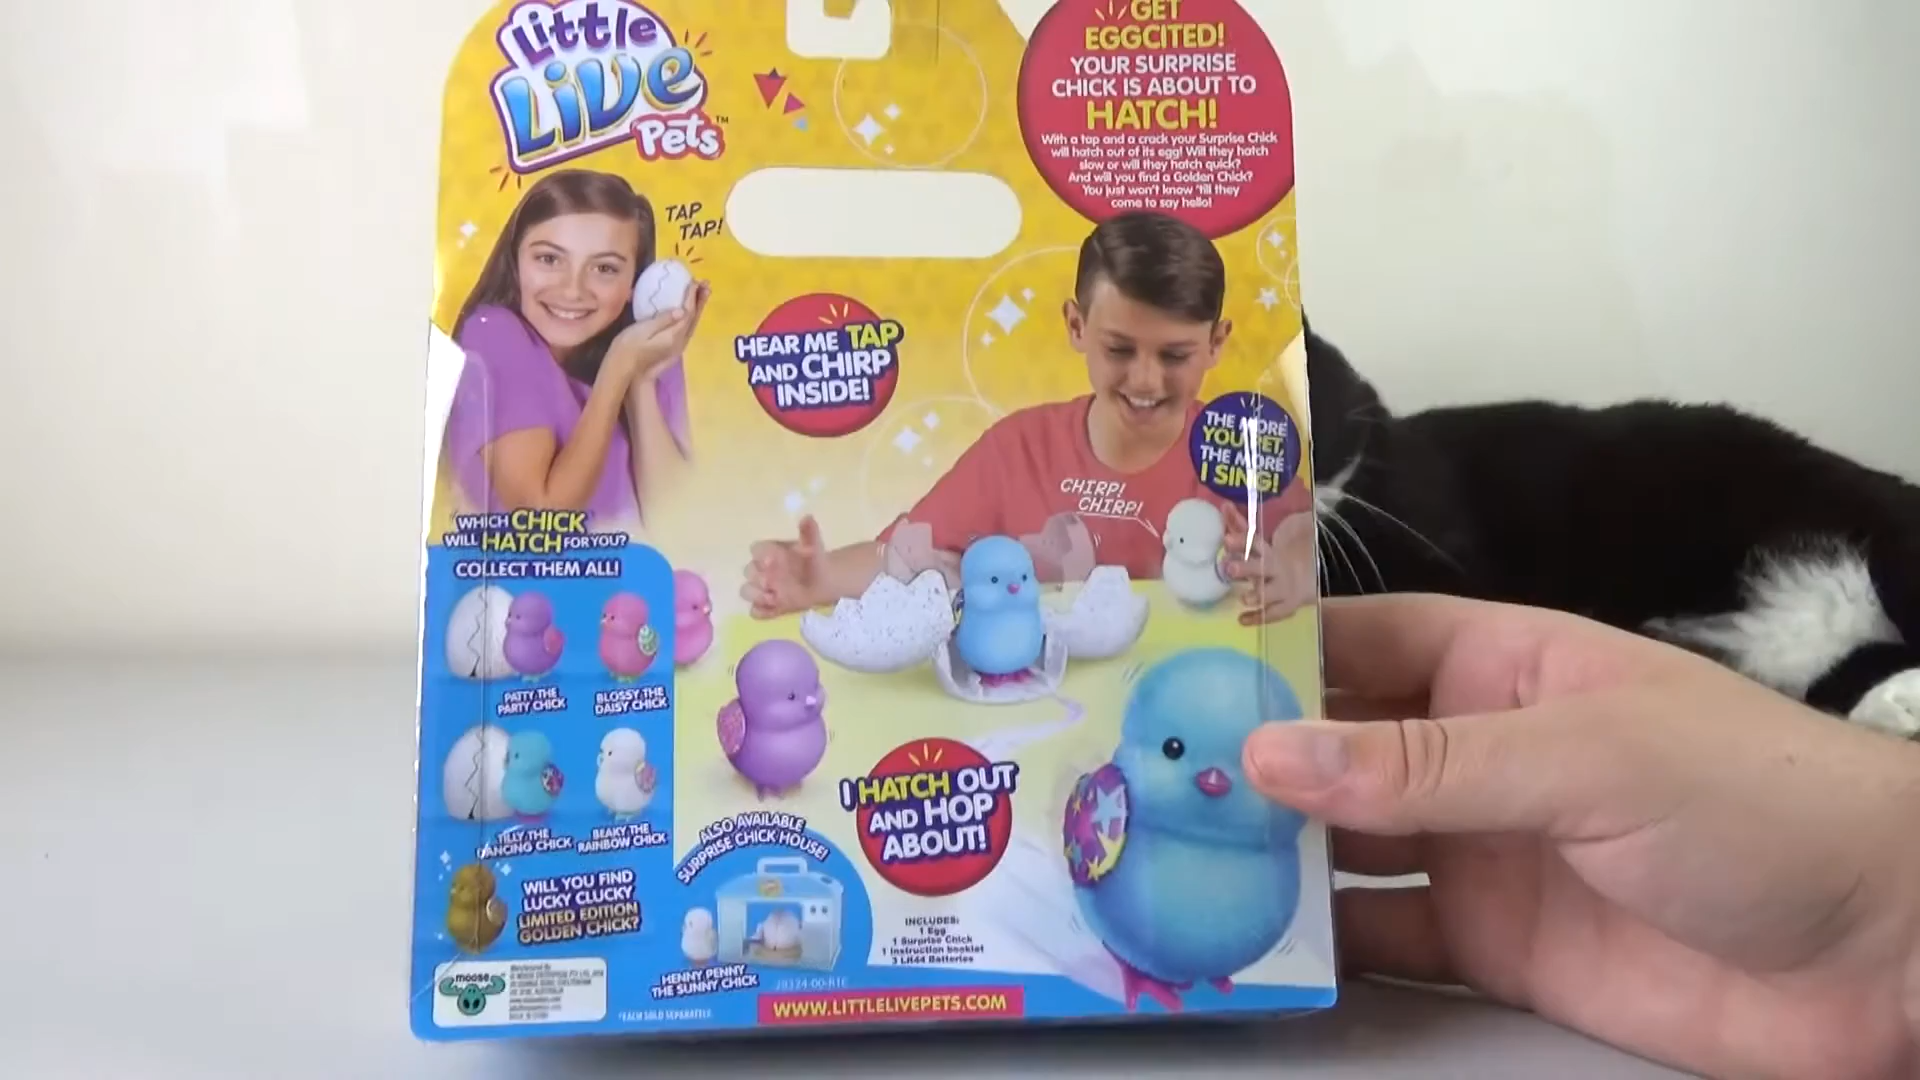 Little
Live
Pets™
GET
EGGCITED!
YOUR SURPRISE
CHICK IS ABOUT TO
HATCH!
With a tap and a crack your Surprise Chick
will hatch out of its egg! Will they hatch
slow or will they hatch quick?
And will you find a Golden Chick?
You just won't know 'till they
come to say hello!
TAP
TAP!
HEAR ME TAP
AND CHIRP
INSIDE!
THE MORE
YOU PET,
THE MORE
I SING!
CHIRP!
CHIRP!
WHICH CHICK
WILL HATCH FOR YOU?
COLLECT THEM ALL!
PATTY THE
PARTY CHICK
BLOSSY THE
DAISY CHICK
TILLY THE
DANCING CHICK
BEAKY THE
RAINBOW CHICK
WILL YOU FIND
LUCKY CLUCKY
LIMITED EDITION
GOLDEN CHICK?
ALSO AVAILABLE
SURPRISE CHICK HOUSE!
HENNY PENNY
THE SUNNY CHICK
I HATCH OUT
AND HOP
ABOUT!
INCLUDES:
1 Egg
1 Surprise Chick
1 Instruction booklet
3 LR44 Batteries
moose
*EACH SOLD SEPARATELY.
WWW.LITTLELIVEPETS.COM